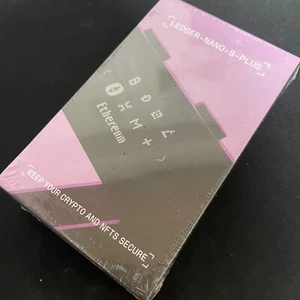 [LEDGER-NANO-S-PLUS]
Ethereum
[KEEP YOUR CRYPTO AND NFTS SECURE]